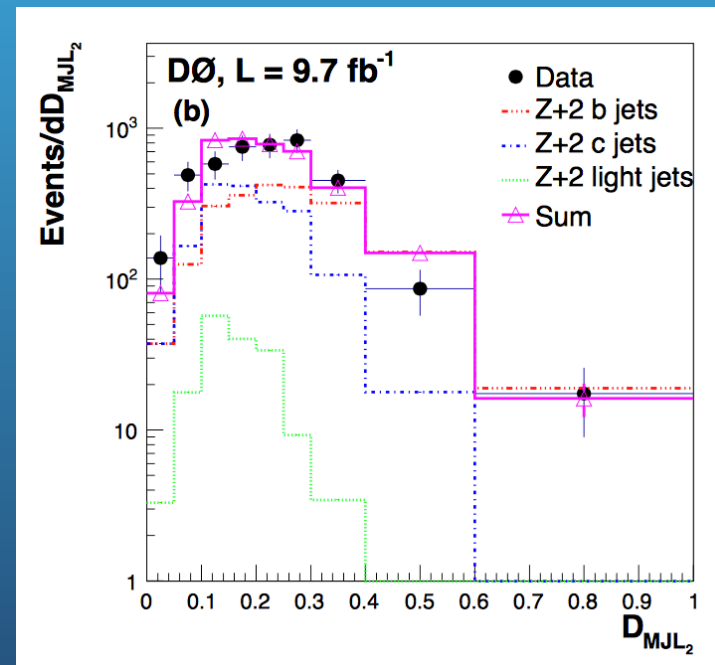 DØ, L = 9.7 fb⁻¹
(b)
Data
Z+2 b jets
Z+2 c jets
Z+2 light jets
Sum
Events/dD_MJL₂
10³
10²
10
1
0 0.1 0.2 0.3 0.4 0.5 0.6 0.7 0.8 0.9 1
D_MJL₂